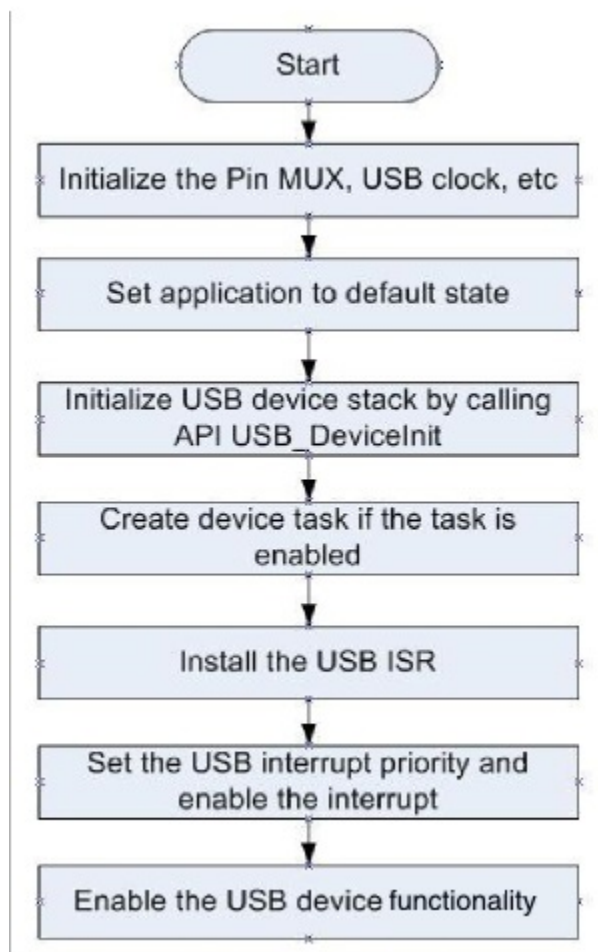 Start
Initialize the Pin MUX, USB clock, etc
Set application to default state
Initialize USB device stack by calling
API USB_DeviceInit
Create device task if the task is
enabled
Install the USB ISR
Set the USB interrupt priority and
enable the interrupt
Enable the USB device functionality